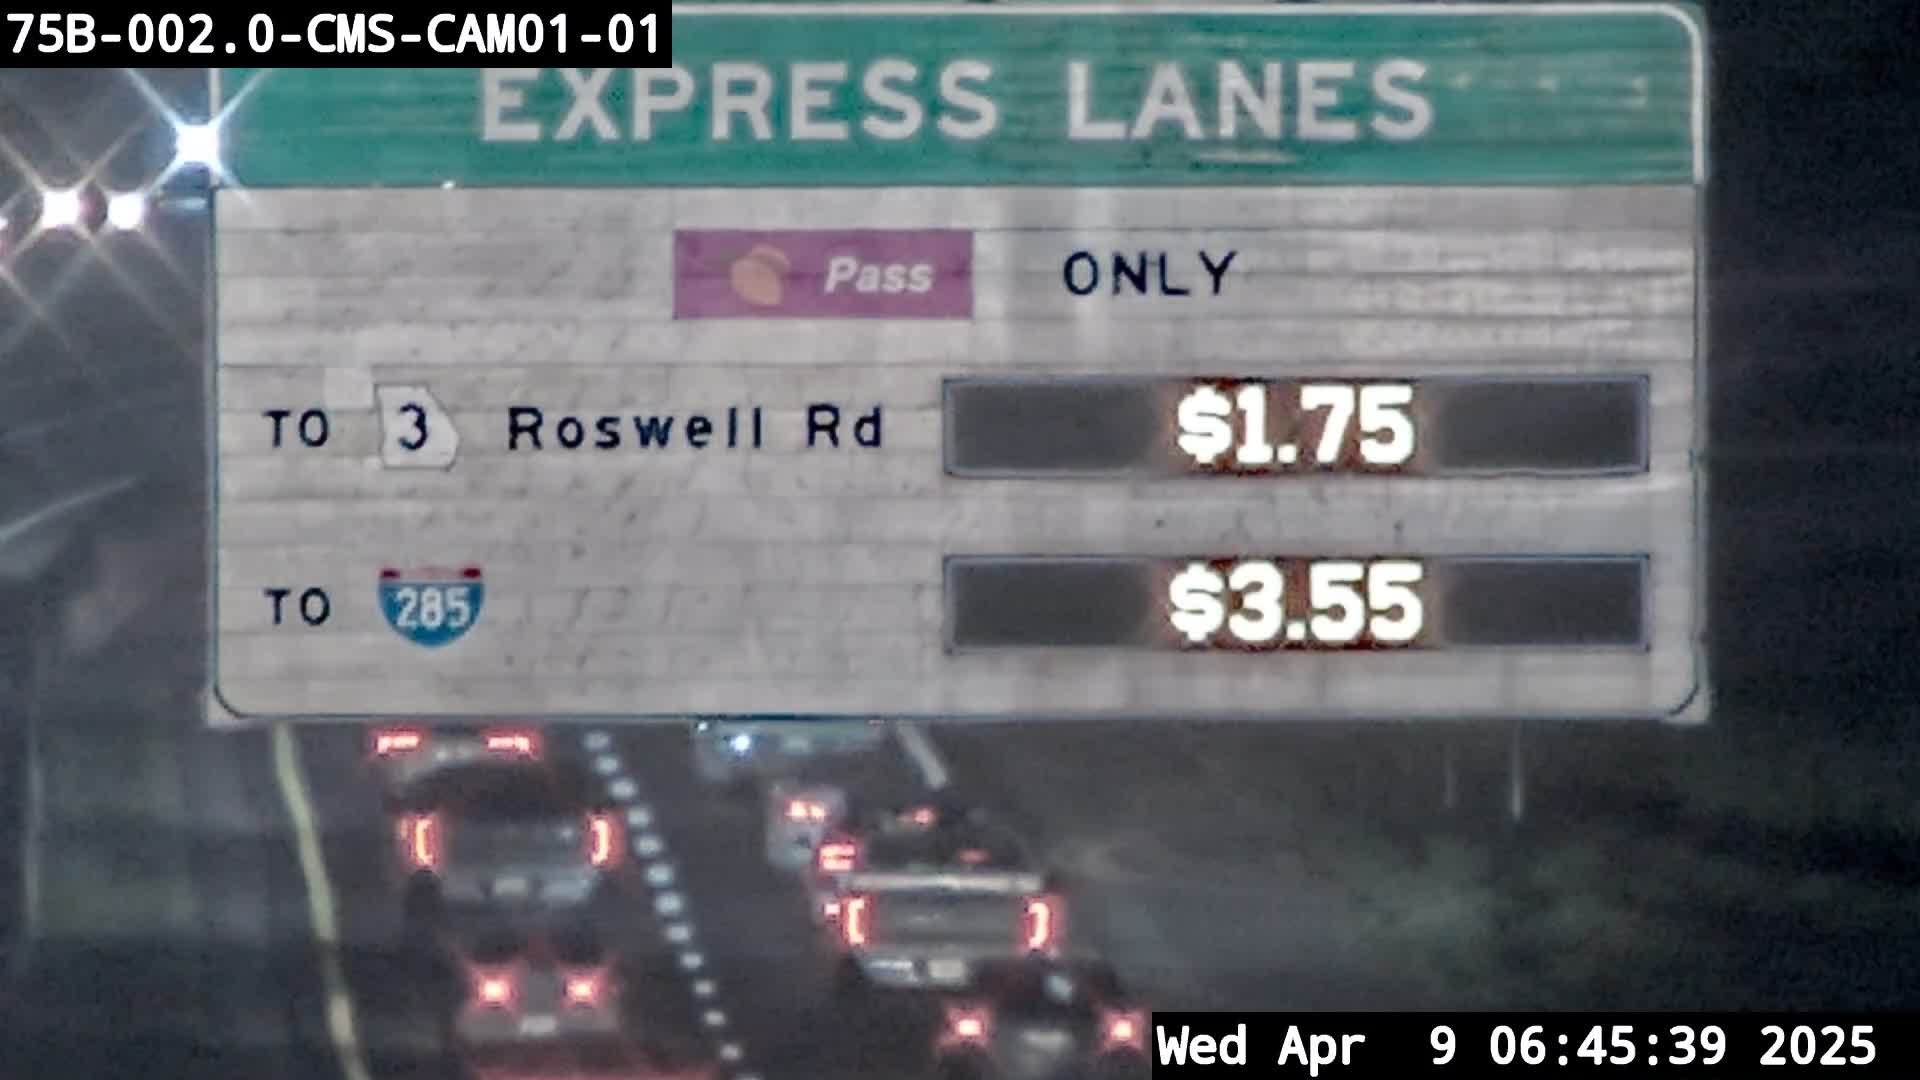 75B-002.0-CMS-CAM01-01
EXPRESS LANES
Pass ONLY
TO 3 Roswell Rd $1.75
TO 285 $3.55
Wed Apr 9 06:45:39 2025